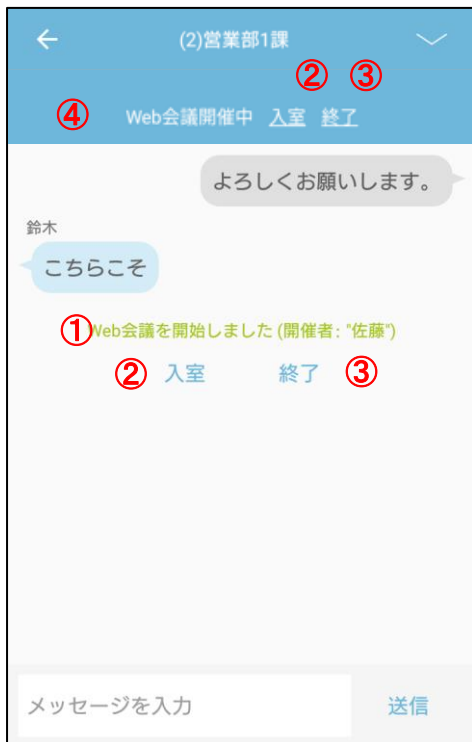 (2)営業部1課
② ③
④ Web会議開催中 入室 終了
よろしくお願いします。
鈴木
こちらこそ
①Web会議を開始しました (開催者: "佐藤")
② 入室 終了 ③
メッセージを入力 送信